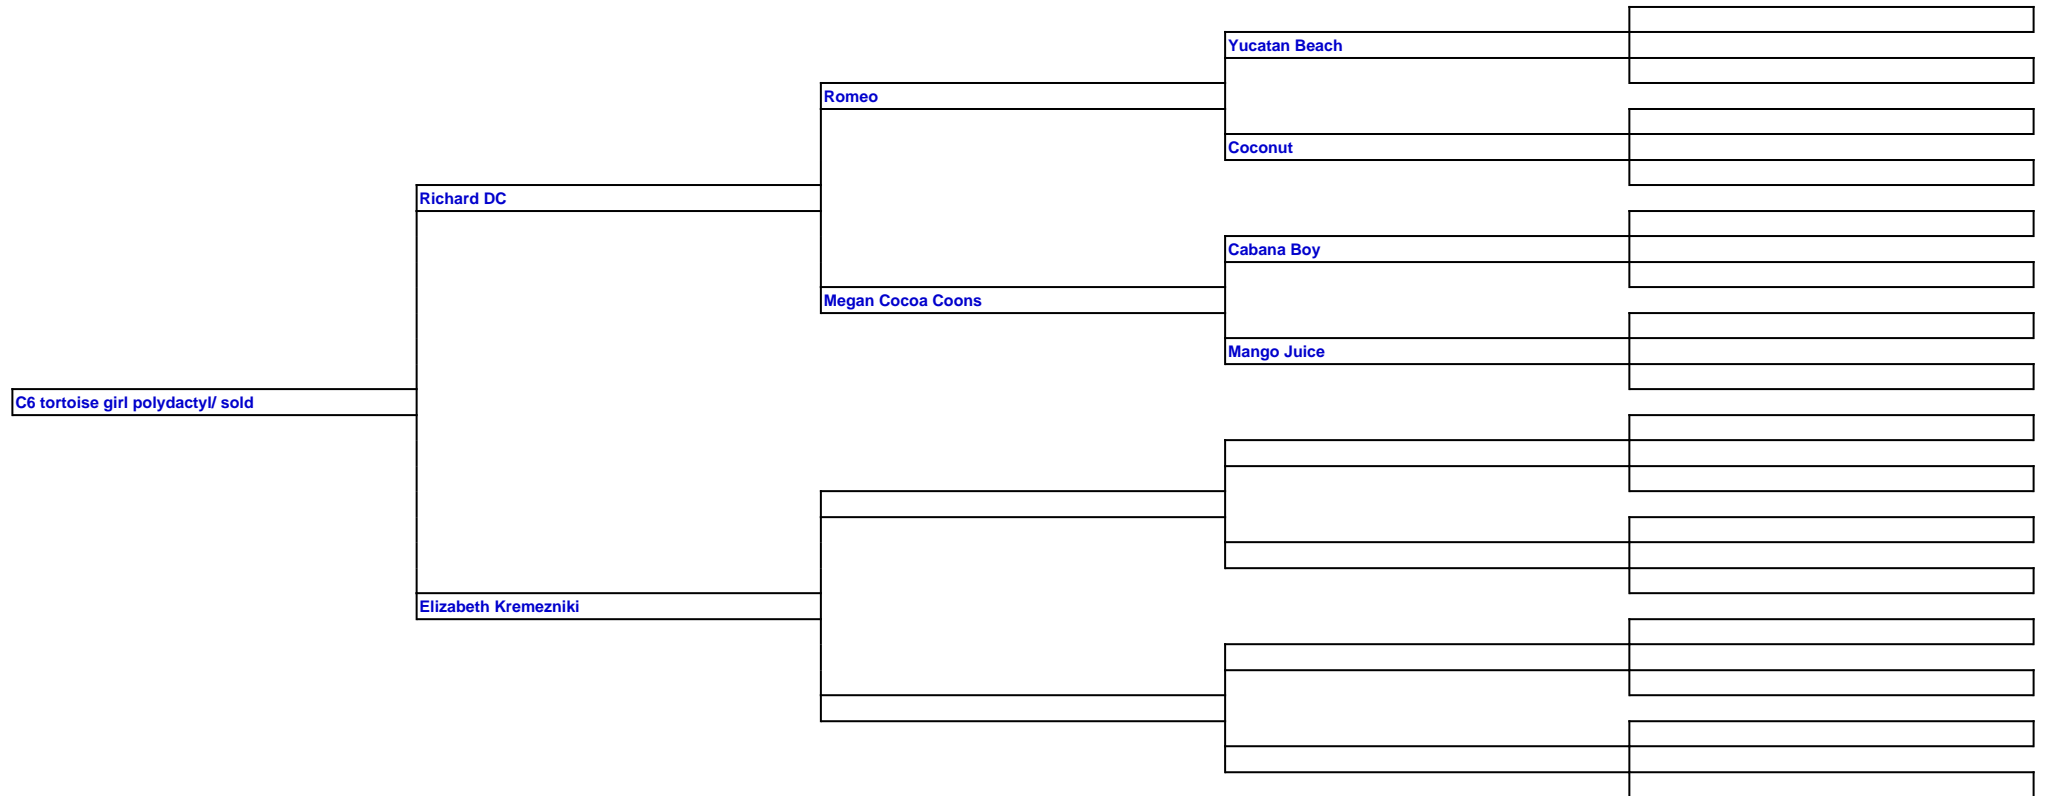 Yucatan Beach
Romeo
Coconut
Richard DC
Cabana Boy
Megan Cocoa Coons
Mango Juice
C6 tortoise girl polydactyl/ sold
Elizabeth Kremezniki